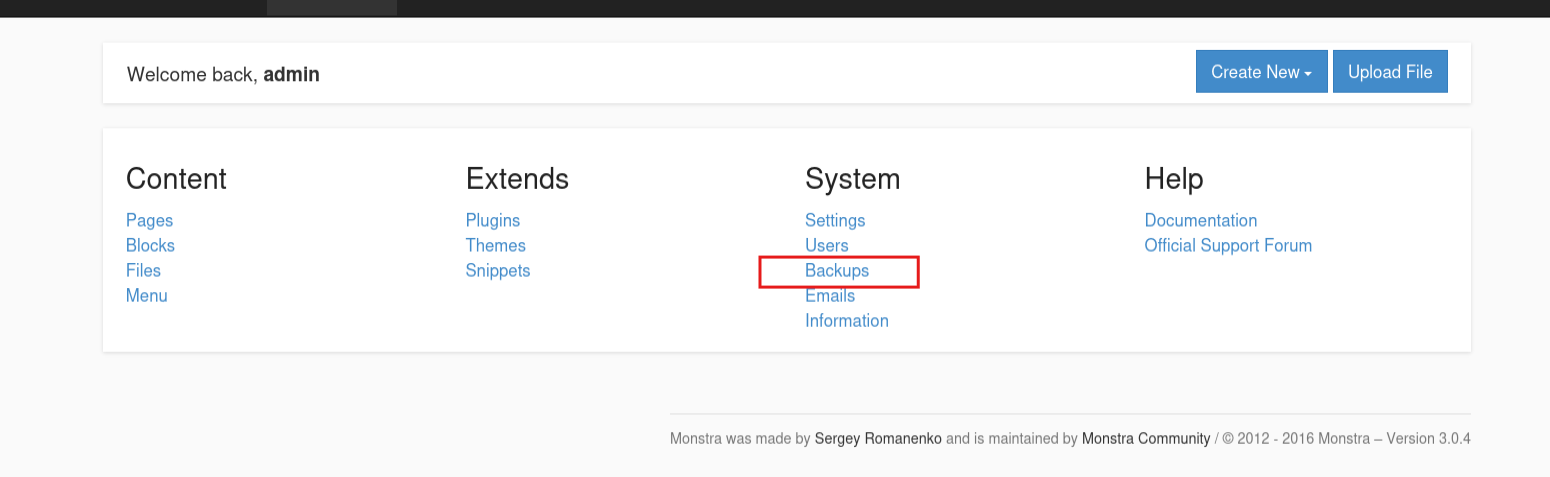 Welcome back, admin
Create New
Upload File
Content
Pages
Blocks
Files
Menu
Extends
Plugins
Themes
Snippets
System
Settings
Users
Backups
Emails
Information
Help
Documentation
Official Support Forum
Monstra was made by Sergey Romanenko and is maintained by Monstra Community / © 2012 - 2016 Monstra – Version 3.0.4